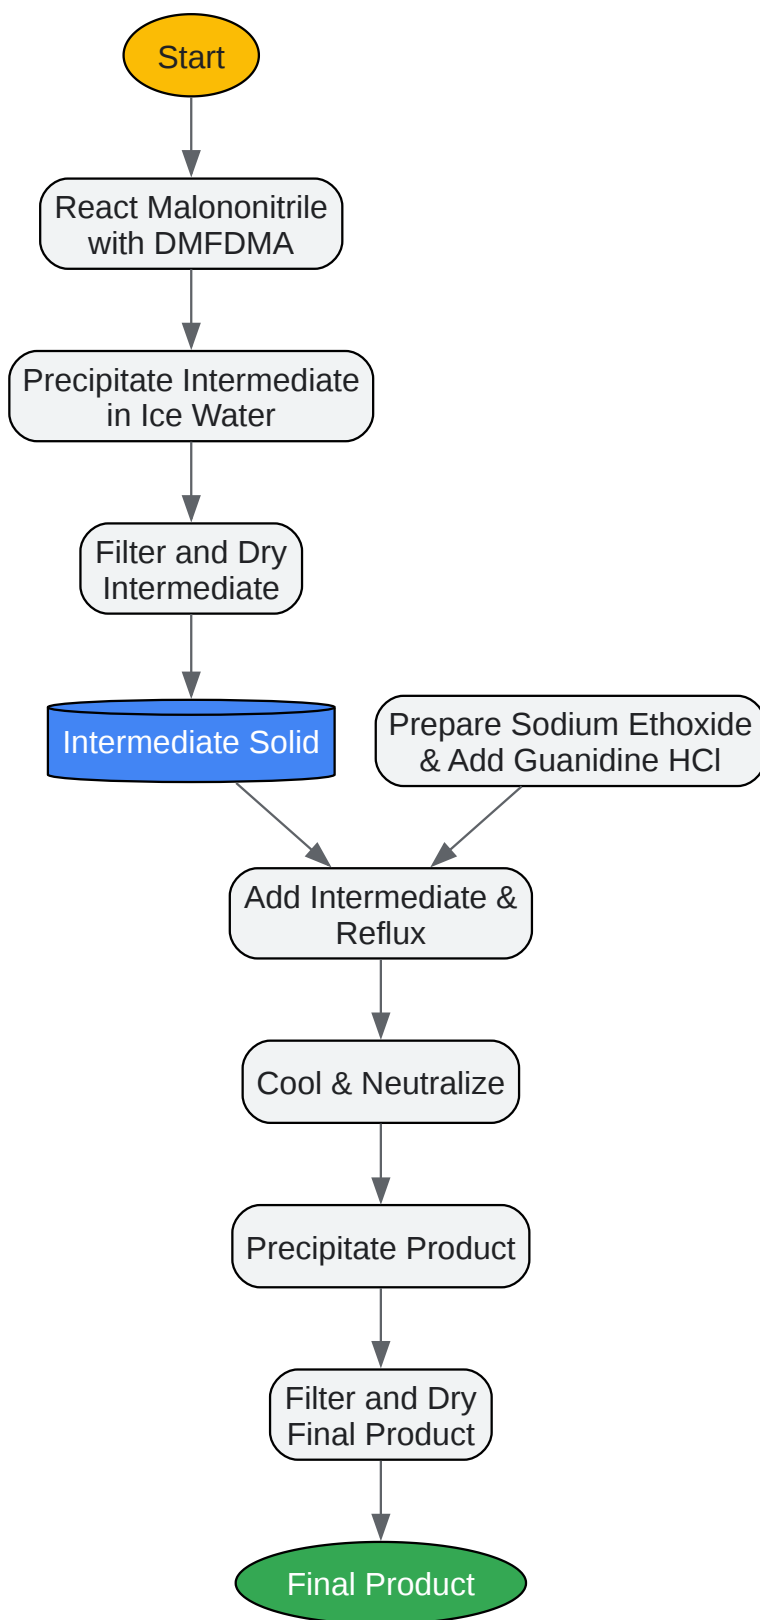 Start
React Malononitrile
with DMFDMA
Precipitate Intermediate
in Ice Water
Filter and Dry
Intermediate
Intermediate Solid
Prepare Sodium Ethoxide
& Add Guanidine HCl
Add Intermediate &
Reflux
Cool & Neutralize
Precipitate Product
Filter and Dry
Final Product
Final Product